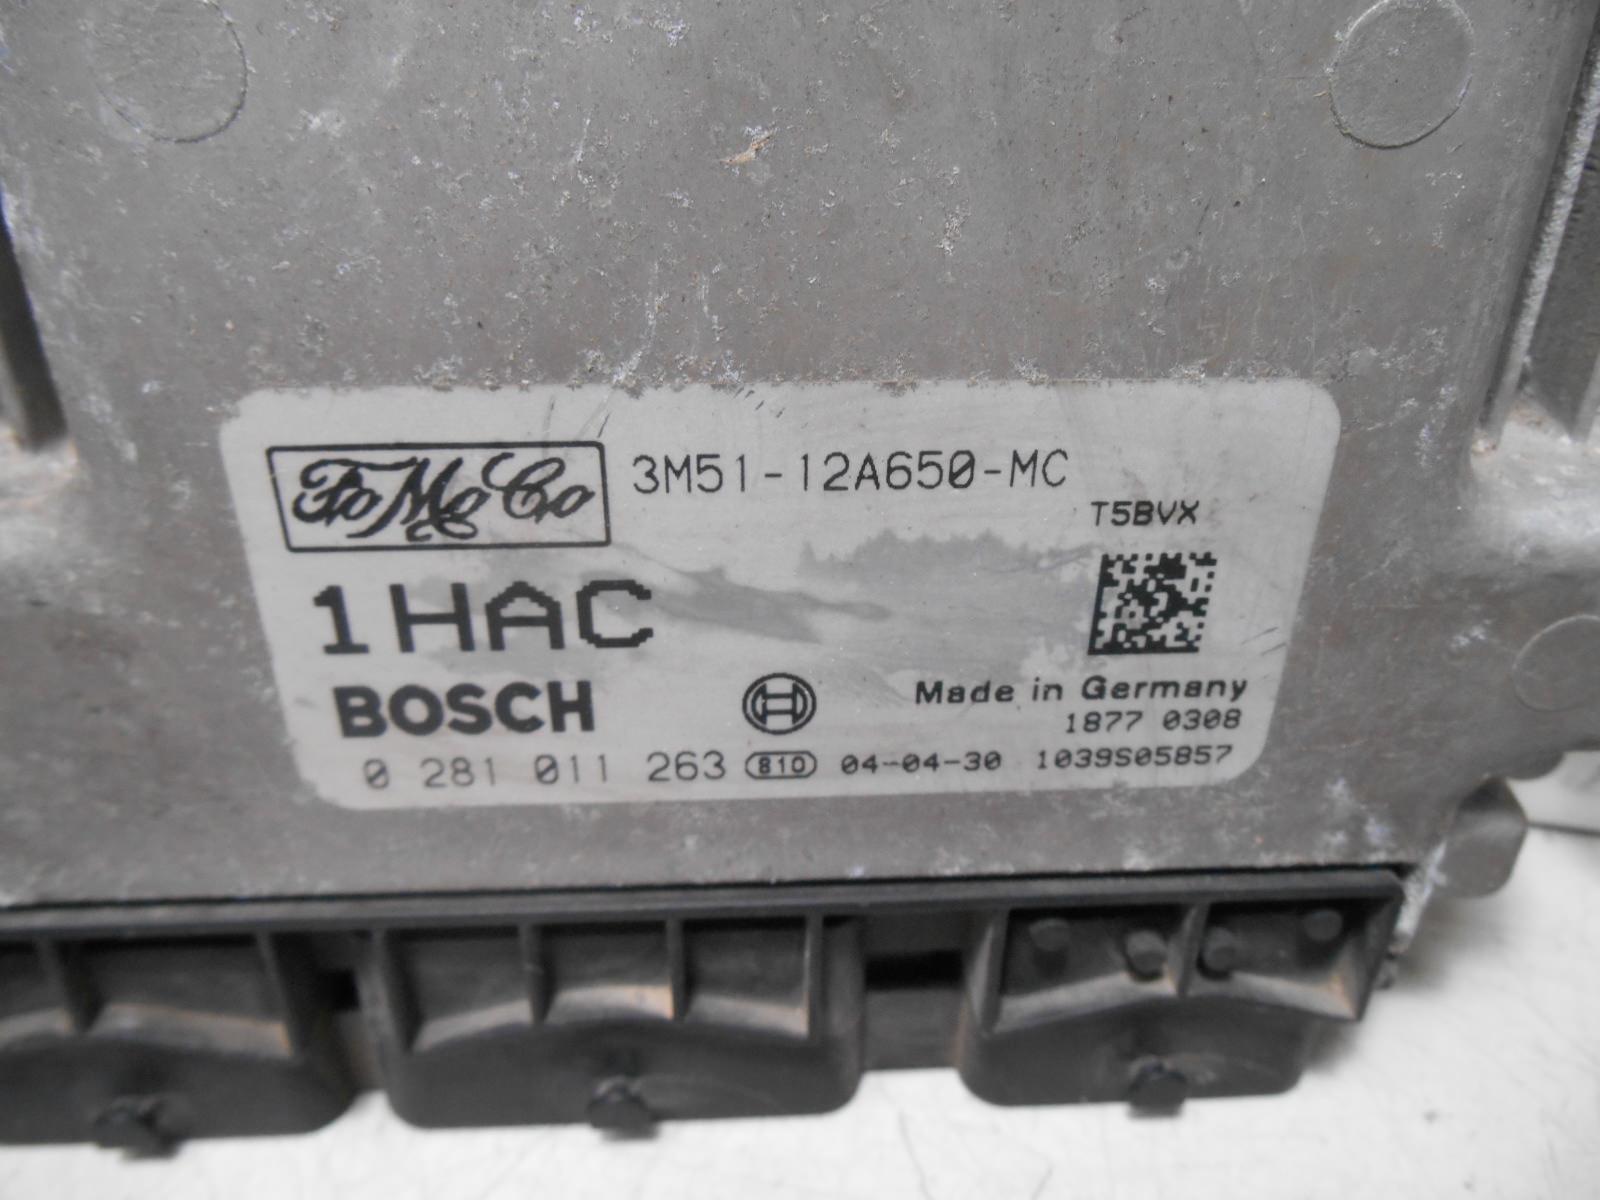 FoMoCo 3M51-12A650-MC
T5BVX
1HAC
BOSCH Made in Germany
1877 0308
0 281 011 263 810 04-04-30 1039S05857